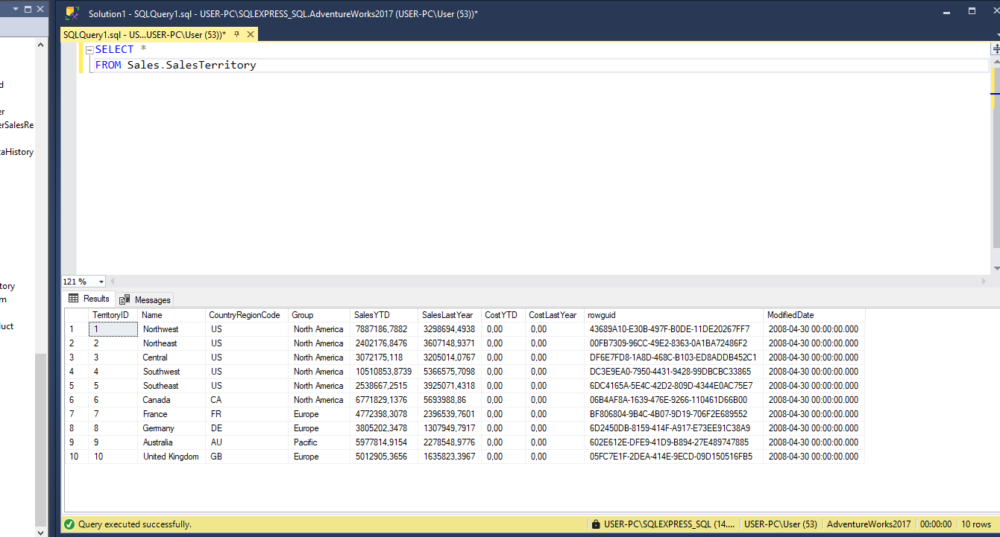 Solution1 - SQLQuery1.sql - USER-PC\SQLEXPRESS_SQL.AdventureWorks2017 (USER-PC\User (53))*
SQLQuery1.sql - US...USER-PC\User (53))*
SELECT *
FROM Sales.SalesTerritory
d
er
erSalesRe
taHistory
tory
m
duct
121 %
Results Messages
TerritoryID Name CountryRegionCode Group SalesYTD SalesLastYear CostYTD CostLastYear rowguid ModifiedDate
1 1 Northwest US North America 7887186,7882 3298694,4938 0,00 0,00 43689A10-E30B-497F-B0DE-11DE20267FF7 2008-04-30 00:00:00.000
2 2 Northeast US North America 2402176,8476 3607148,9371 0,00 0,00 00FB7309-96CC-49E2-8363-0A1BA72486F2 2008-04-30 00:00:00.000
3 3 Central US North America 3072175,118 3205014,0767 0,00 0,00 DF6E7FD8-1A8D-468C-B103-ED8ADDB452C1 2008-04-30 00:00:00.000
4 4 Southwest US North America 10510853,8739 5366575,7098 0,00 0,00 DC3E9EA0-7950-4431-9428-99DBCBC33865 2008-04-30 00:00:00.000
5 5 Southeast US North America 2538667,2515 3925071,4318 0,00 0,00 6DC4165A-5E4C-42D2-809D-4344E0AC75E7 2008-04-30 00:00:00.000
6 6 Canada CA North America 6771829,1376 5693988,86 0,00 0,00 06B4AF8A-1639-476E-9266-110461D66B00 2008-04-30 00:00:00.000
7 7 France FR Europe 4772398,3078 2396539,7601 0,00 0,00 BF806804-9B4C-4B07-9D19-706F2E689552 2008-04-30 00:00:00.000
8 8 Germany DE Europe 3805202,3478 1307949,7917 0,00 0,00 6D2450DB-8159-414F-A917-E73EE91C38A9 2008-04-30 00:00:00.000
9 9 Australia AU Pacific 5977814,9154 2278548,9776 0,00 0,00 602E612E-DFE9-41D9-B894-27E489747885 2008-04-30 00:00:00.000
10 10 United Kingdom GB Europe 5012905,3656 1635823,3967 0,00 0,00 05FC7E1F-2DEA-414E-9ECD-09D150516FB5 2008-04-30 00:00:00.000
Query executed successfully. USER-PC\SQLEXPRESS_SQL (14.... USER-PC\User (53) AdventureWorks2017 00:00:00 10 rows